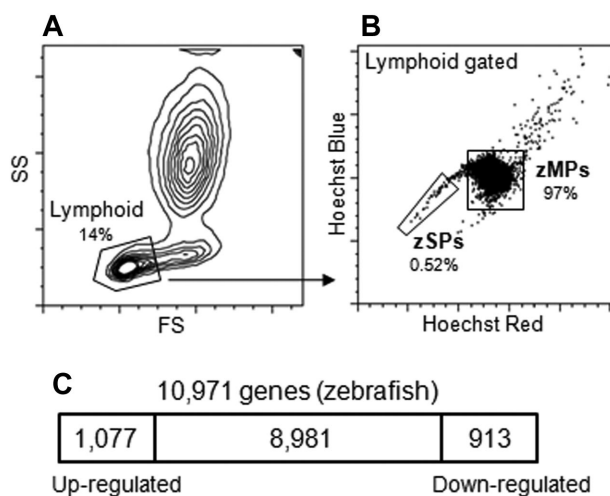 A
SS
Lymphoid
14%
FS
B
Lymphoid gated
Hoechst Blue
zMPs
97%
zSPs
0.52%
Hoechst Red
C
10,971 genes (zebrafish)
1,077 8,981 913
Up-regulated Down-regulated